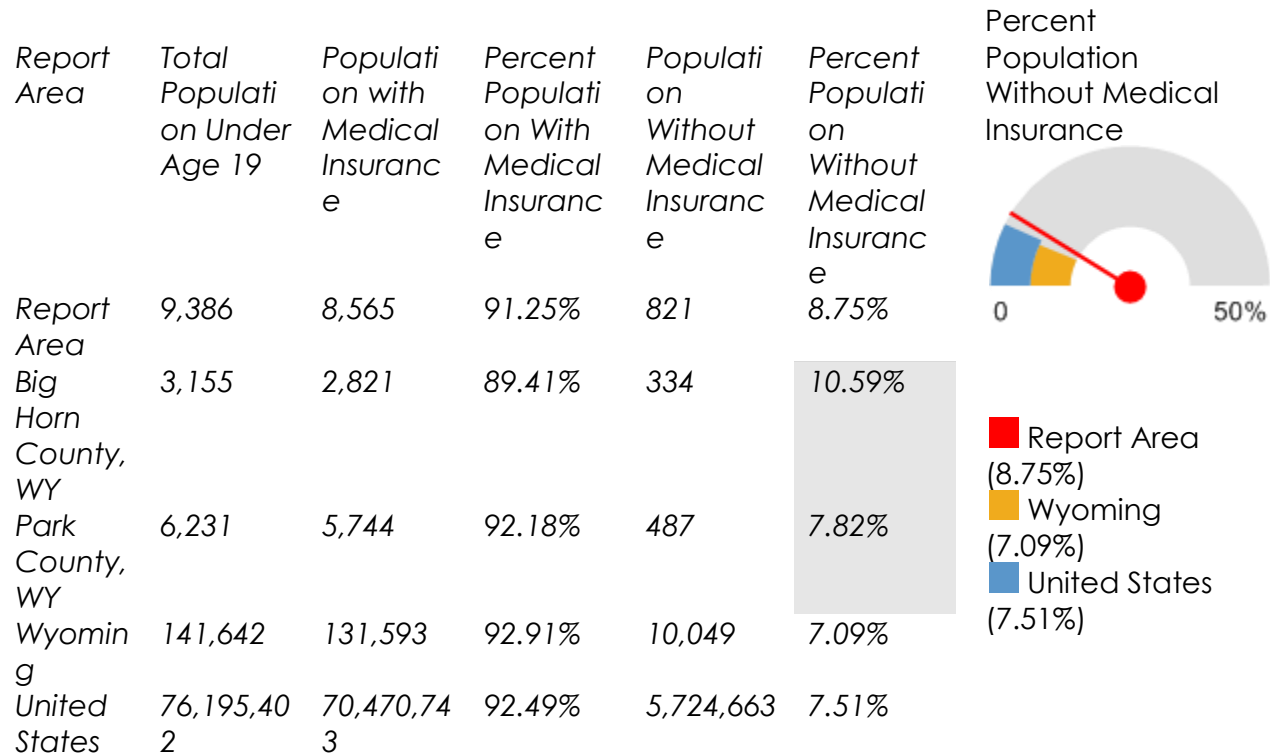 Report Area
Total Populati on Under Age 19
Populati on with Medical Insuranc e
Percent Populati on With Medical Insuranc e
Populati on Without Medical Insuranc e
Percent Populati on Without Medical Insuranc e
Report Area
9,386
8,565
91.25%
821
8.75%
Big Horn County, WY
3,155
2,821
89.41%
334
10.59%
Park County, WY
6,231
5,744
92.18%
487
7.82%
Wyomin g
141,642
131,593
92.91%
10,049
7.09%
United States
76,195,40 2
70,470,74 3
92.49%
5,724,663
7.51%
Percent
Population
Without Medical
Insurance
0
50%
Report Area
(8.75%)
Wyoming
(7.09%)
United States
(7.51%)